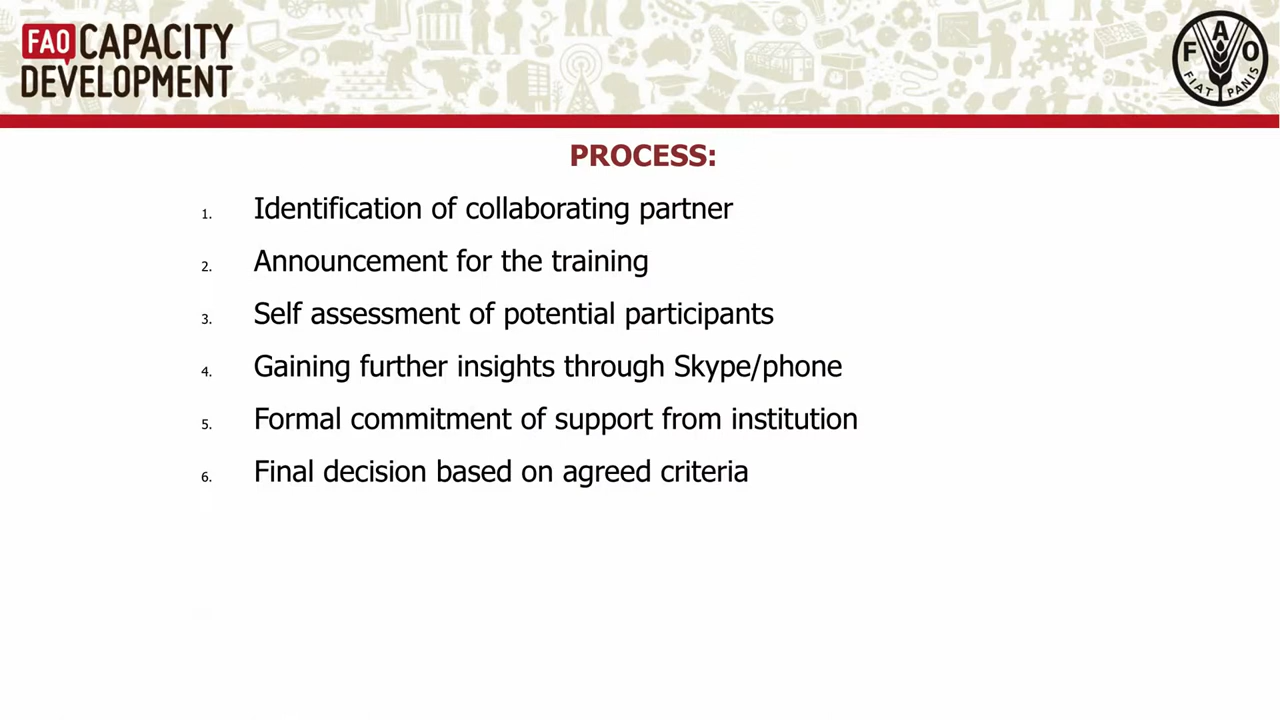 FAO CAPACITY
DEVELOPMENT
F A O
FIAT PANIS
PROCESS:
1. Identification of collaborating partner
2. Announcement for the training
3. Self assessment of potential participants
4. Gaining further insights through Skype/phone
5. Formal commitment of support from institution
6. Final decision based on agreed criteria